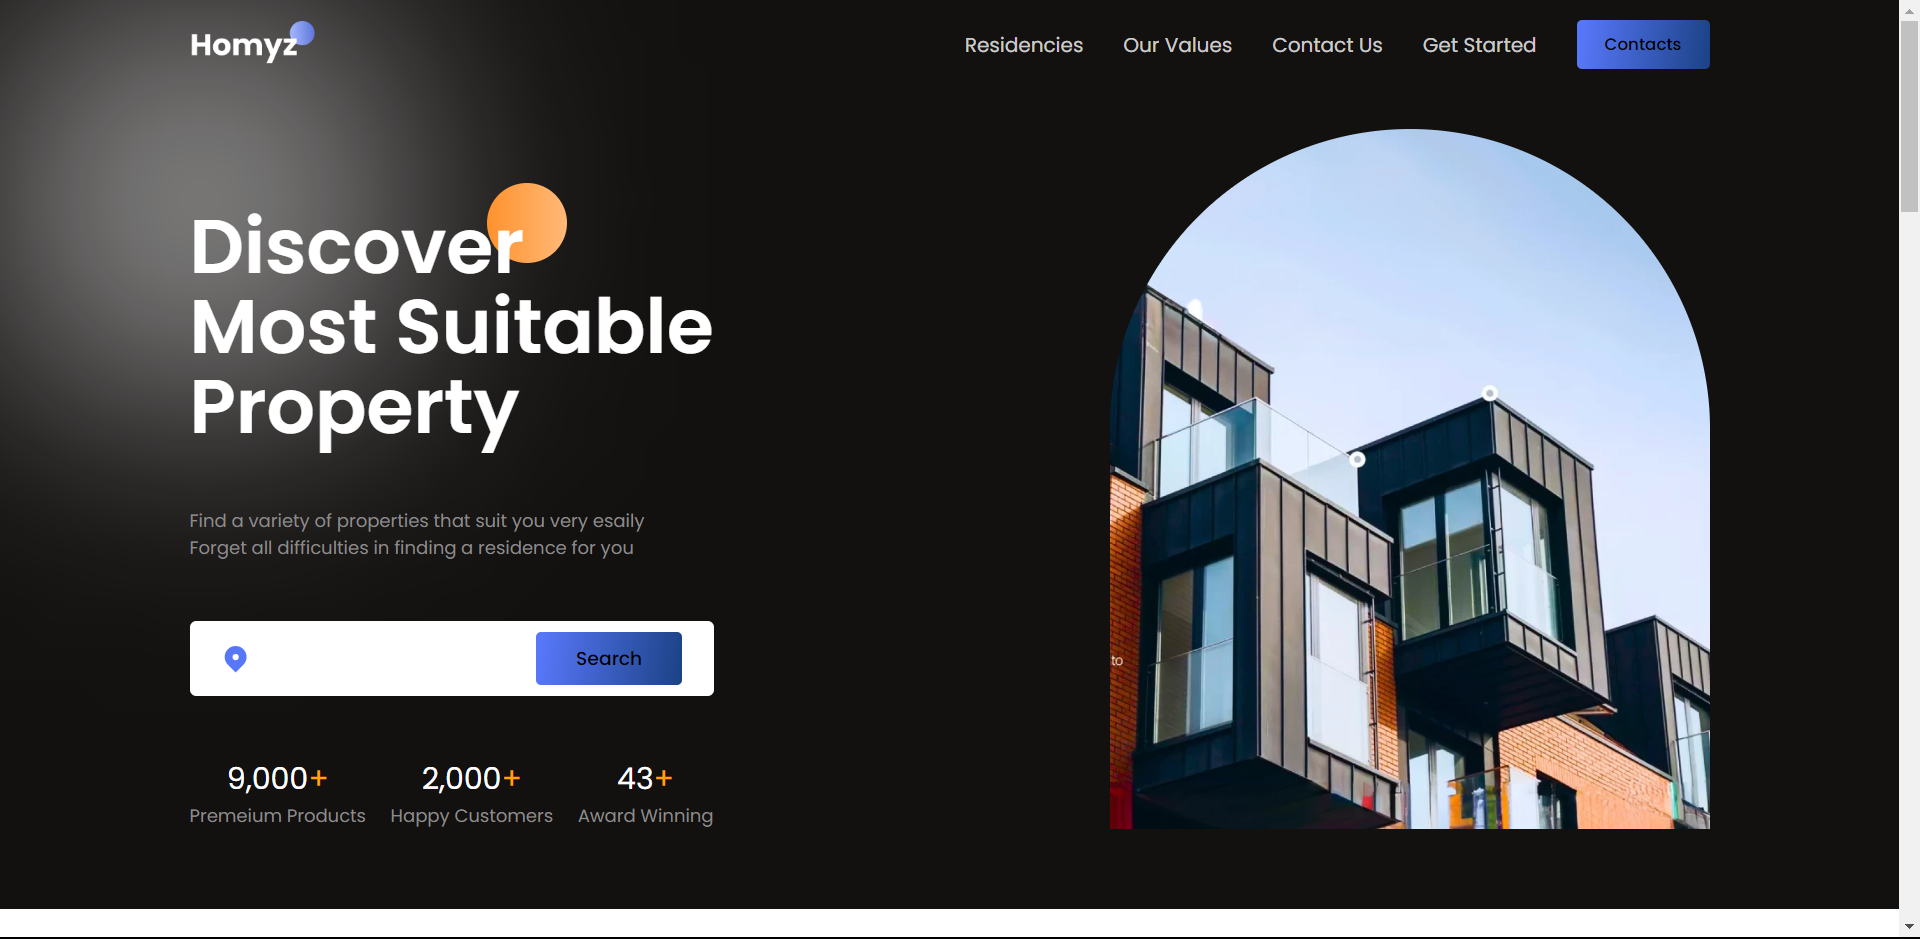 Homyz
Residencies
Our Values
Contact Us
Get Started
Contacts
Discover
Most Suitable
Property
Find a variety of properties that suit you very esaily
Forget all difficulties in finding a residence for you
Search
9,000+
2,000+
43+
Premeium Products
Happy Customers
Award Winning
to